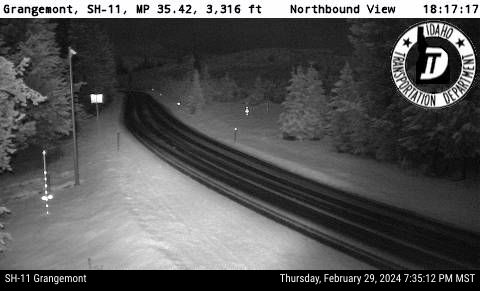 Grangemont, SH-11, MP 35.42, 3,316 ft Northbound View 18:17:17
IDAHO
TRANSPORTATION DEPARTMENT
SH-11 Grangemont Thursday, February 29, 2024 7:35:12 PM MST